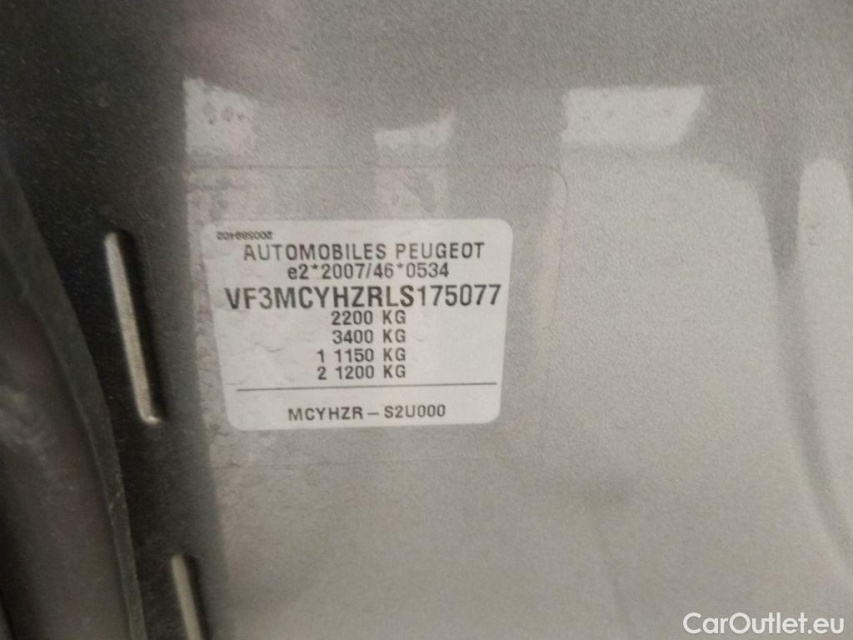 AUTOMOBILES PEUGEOT
e2*2007/46*0534
VF3MCYHZRLS175077
2200 KG
3400 KG
1 1150 KG
2 1200 KG
MCYHZR – S2U000
CarOutlet.eu